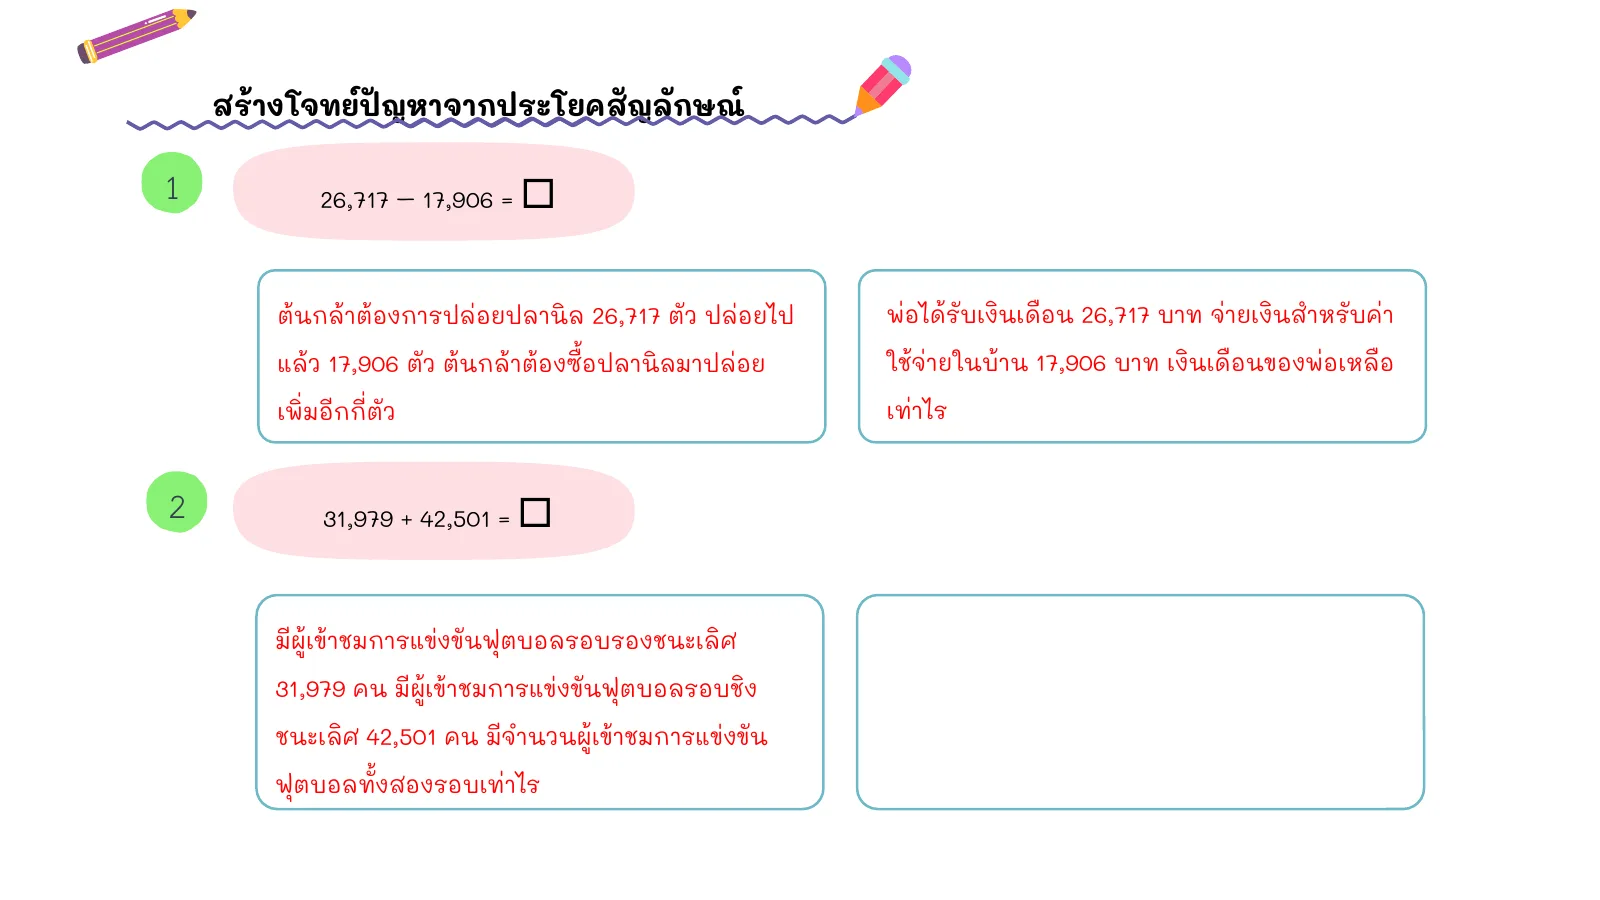 สร้างโจทย์ปัญหาจากประโยคสัญลักษณ์
1
26,717 – 17,906 = □
ต้นกล้าต้องการปล่อยปลานิล 26,717 ตัว ปล่อยไป
แล้ว 17,906 ตัว ต้นกล้าต้องซื้อปลานิลมาปล่อย
เพิ่มอีกกี่ตัว
พ่อได้รับเงินเดือน 26,717 บาท จ่ายเงินสำหรับค่า
ใช้จ่ายในบ้าน 17,906 บาท เงินเดือนของพ่อเหลือ
เท่าไร
2
31,979 + 42,501 = □
มีผู้เข้าชมการแข่งขันฟุตบอลรอบรองชนะเลิศ
31,979 คน มีผู้เข้าชมการแข่งขันฟุตบอลรอบชิง
ชนะเลิศ 42,501 คน มีจำนวนผู้เข้าชมการแข่งขัน
ฟุตบอลทั้งสองรอบเท่าไร